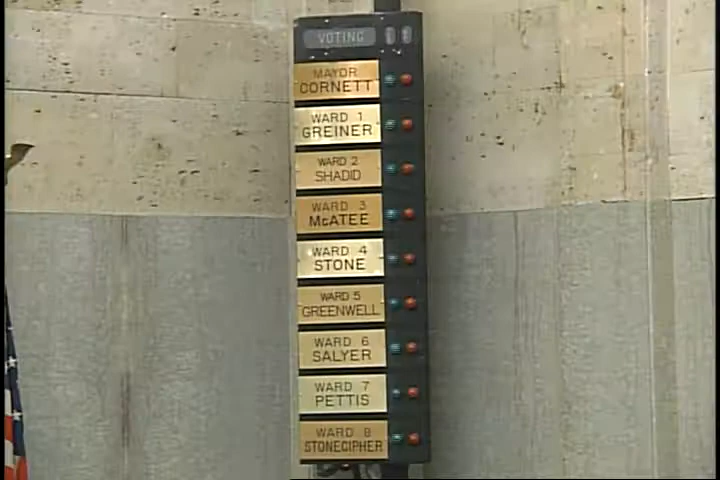 VOTING
MAYOR
CORNETT
WARD 1
GREINER
WARD 2
SHADID
WARD 3
McATEE
WARD 4
STONE
WARD 5
GREENWELL
WARD 6
SALYER
WARD 7
PETTIS
WARD 8
STONECIPHER